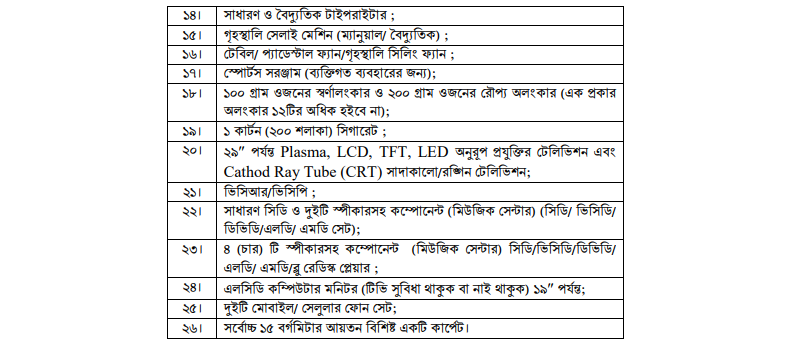 ১৪। সাধারণ ও বৈদ্যুতিক টাইপরাইটার ;
১৫। গৃহস্থালি সেলাই মেশিন (ম্যানুয়াল/ বৈদ্যুতিক) ;
১৬। টেবিল/ প্যাডেস্টাল ফ্যান/গৃহস্থালি সিলিং ফ্যান ;
১৭। স্পোর্টস সরঞ্জাম (ব্যক্তিগত ব্যবহারের জন্য);
১৮। ১০০ গ্রাম ওজনের স্বর্ণালংকার ও ২০০ গ্রাম ওজনের রৌপ্য অলংকার (এক প্রকার
অলংকার ১২টির অধিক হইবে না);
১৯। ১ কার্টন (২০০ শলাকা) সিগারেট ;
২০। ২৯″ পর্যন্ত Plasma, LCD, TFT, LED অনুরূপ প্রযুক্তির টেলিভিশন এবং
Cathod Ray Tube (CRT) সাদাকালো/রঙ্গিন টেলিভিশন;
২১। ভিসিআর/ভিসিপি ;
২২। সাধারণ সিডি ও দুইটি স্পীকারসহ কম্পোনেন্ট (মিউজিক সেন্টার) (সিডি/ ভিসিডি/
ডিভিডি/এলডি/ এমডি সেট);
২৩। ৪ (চার) টি স্পীকারসহ কম্পোনেন্ট (মিউজিক সেন্টার) সিডি/ভিসিডি/ডিভিডি/
এলডি/ এমডি/ব্লু রেডিস্ক প্লেয়ার ;
২৪। এলসিডি কম্পিউটার মনিটর (টিভি সুবিধা থাকুক বা নাই থাকুক) ১৯″ পর্যন্ত;
২৫। দুইটি মোবাইল/ সেলুলার ফোন সেট;
২৬। সর্বোচ্চ ১৫ বর্গমিটার আয়তন বিশিষ্ট একটি কার্পেট।